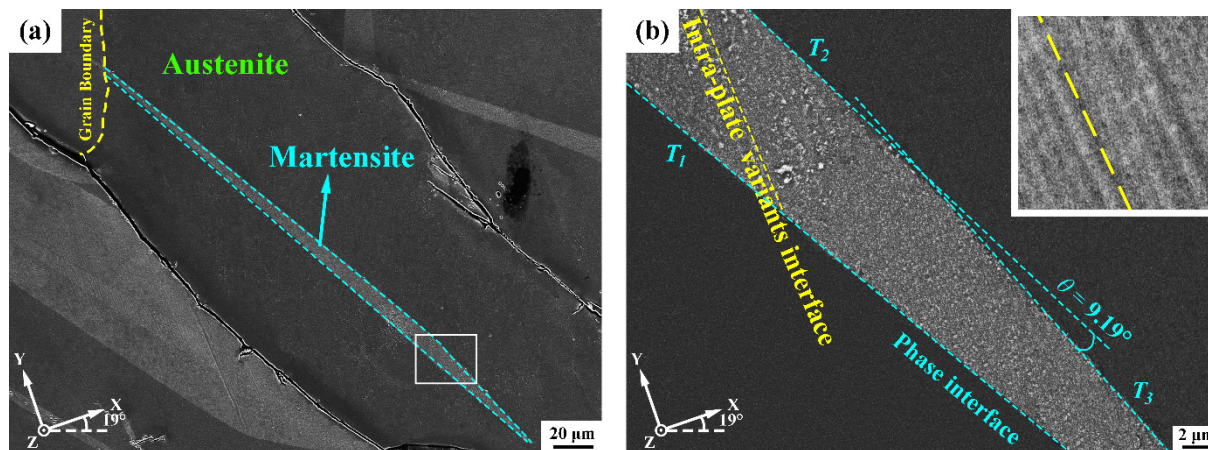 (a)
Grain Boundary
Austenite
Martensite
Y
X
Z
19°
20 μm
(b)
T2
T1
Intra-plate variants interface
θ = 9.19°
Phase interface
T3
Y
X
Z
19°
2 μm